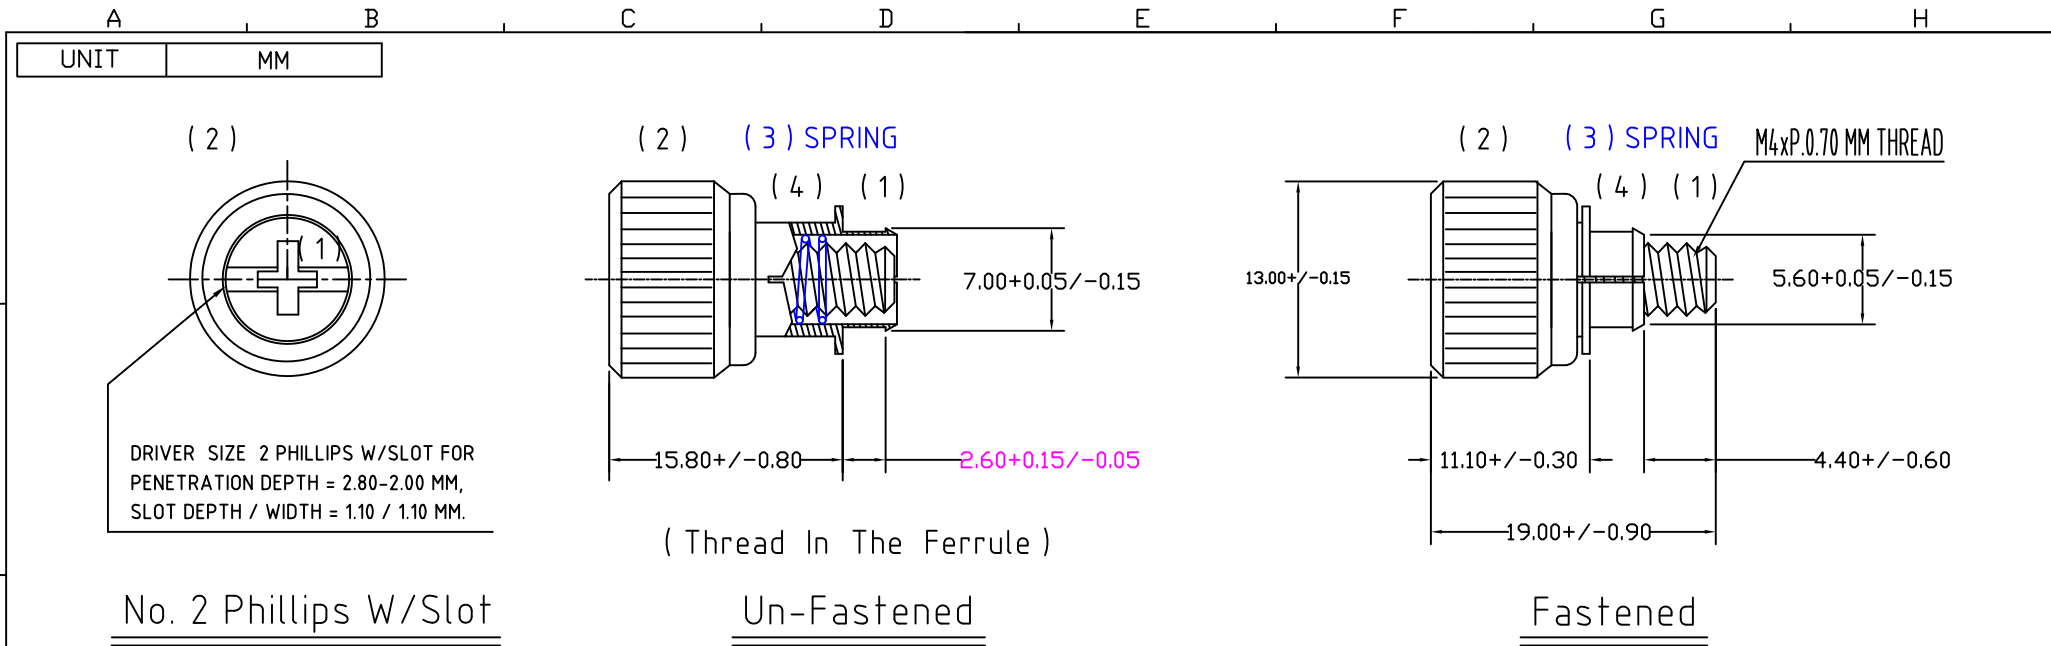 A B C D E F G H
UNIT MM
( 2 )
( 1 )
DRIVER SIZE 2 PHILLIPS W/SLOT FOR
PENETRATION DEPTH = 2.80-2.00 MM,
SLOT DEPTH / WIDTH = 1.10 / 1.10 MM.
No. 2 Phillips W/Slot
( 2 ) ( 3 ) SPRING
( 4 ) ( 1 )
7.00+0.05/-0.15
15.80+/-0.80
2.60+0.15/-0.05
( Thread In The Ferrule )
Un-Fastened
( 2 ) ( 3 ) SPRING
M4xP.0.70 MM THREAD
( 4 ) ( 1 )
13.00+/-0.15
5.60+0.05/-0.15
11.10+/-0.30
4.40+/-0.60
19.00+/-0.90
Fastened